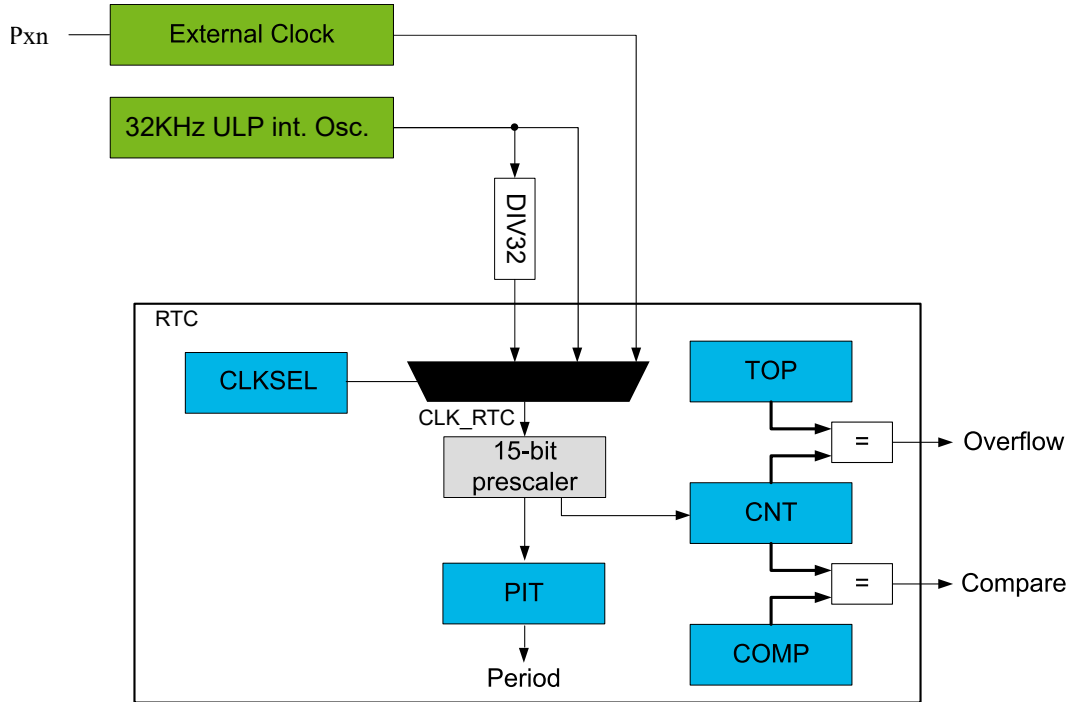 Pxn
External Clock
32KHz ULP int. Osc.
DIV32
RTC
CLKSEL
TOP
CLK_RTC
=
Overflow
15-bit
prescaler
CNT
=
Compare
PIT
COMP
Period